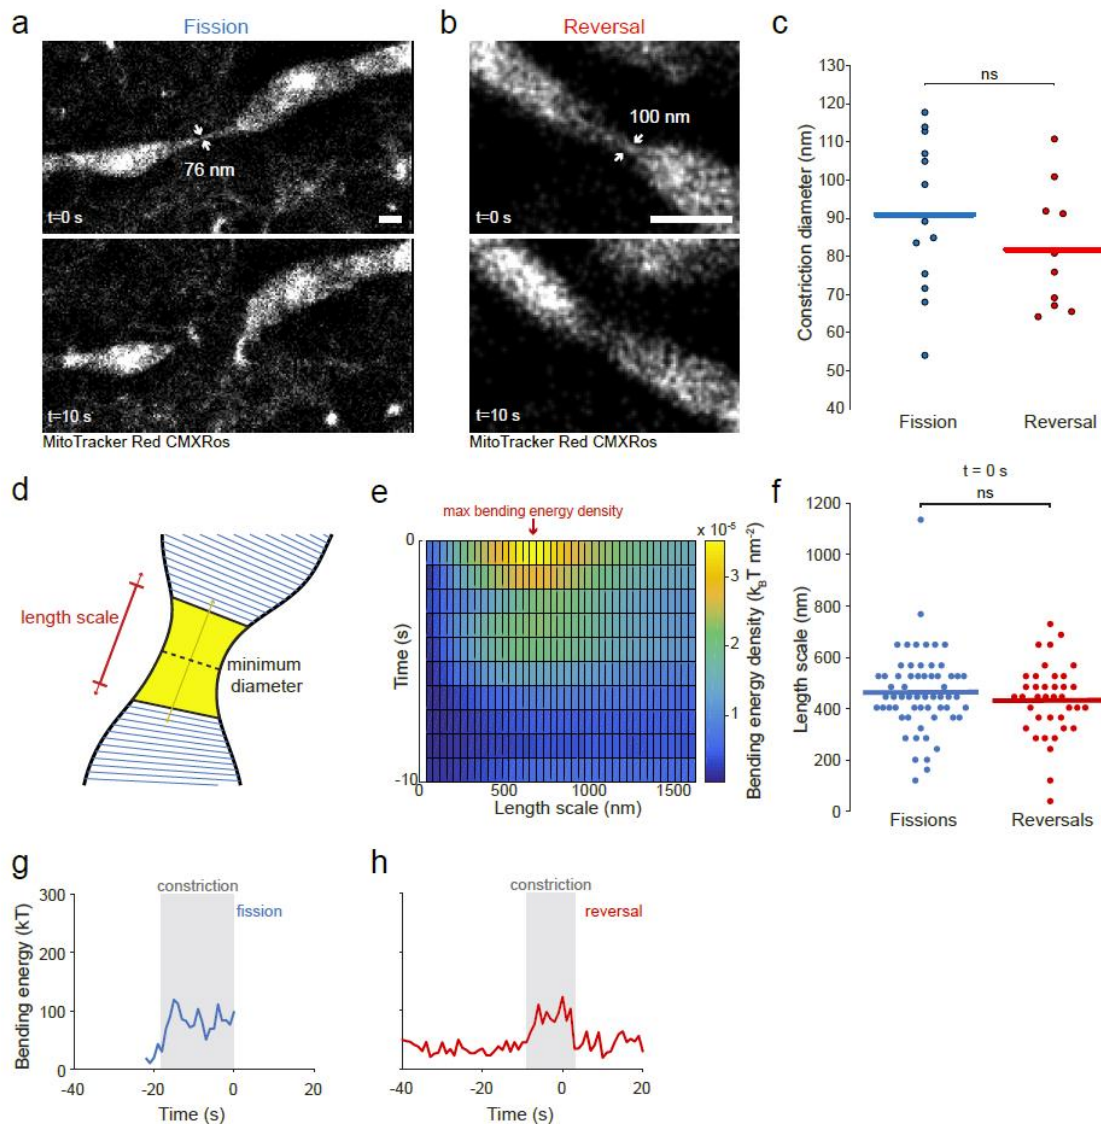 a
Fission
76 nm
t=0 s
t=10 s
MitoTracker Red CMXRos
b
Reversal
100 nm
t=0 s
t=10 s
MitoTracker Red CMXRos
c
ns
130
120
110
100
90
80
70
60
50
40
Constriction diameter (nm)
Fission
Reversal
d
length scale
minimum
diameter
e
max bending energy density
x 10⁻⁵
0
-10
Time (s)
0
500
1000
1500
Length scale (nm)
3
2
1
Bending energy density (k_BT nm⁻²)
f
t = 0 s
ns
1200
1000
800
600
400
200
0
Length scale (nm)
Fissions
Reversals
g
constriction
fission
300
200
100
0
Bending energy (kT)
-40
-20
0
20
Time (s)
h
constriction
reversal
-40
-20
0
20
Time (s)